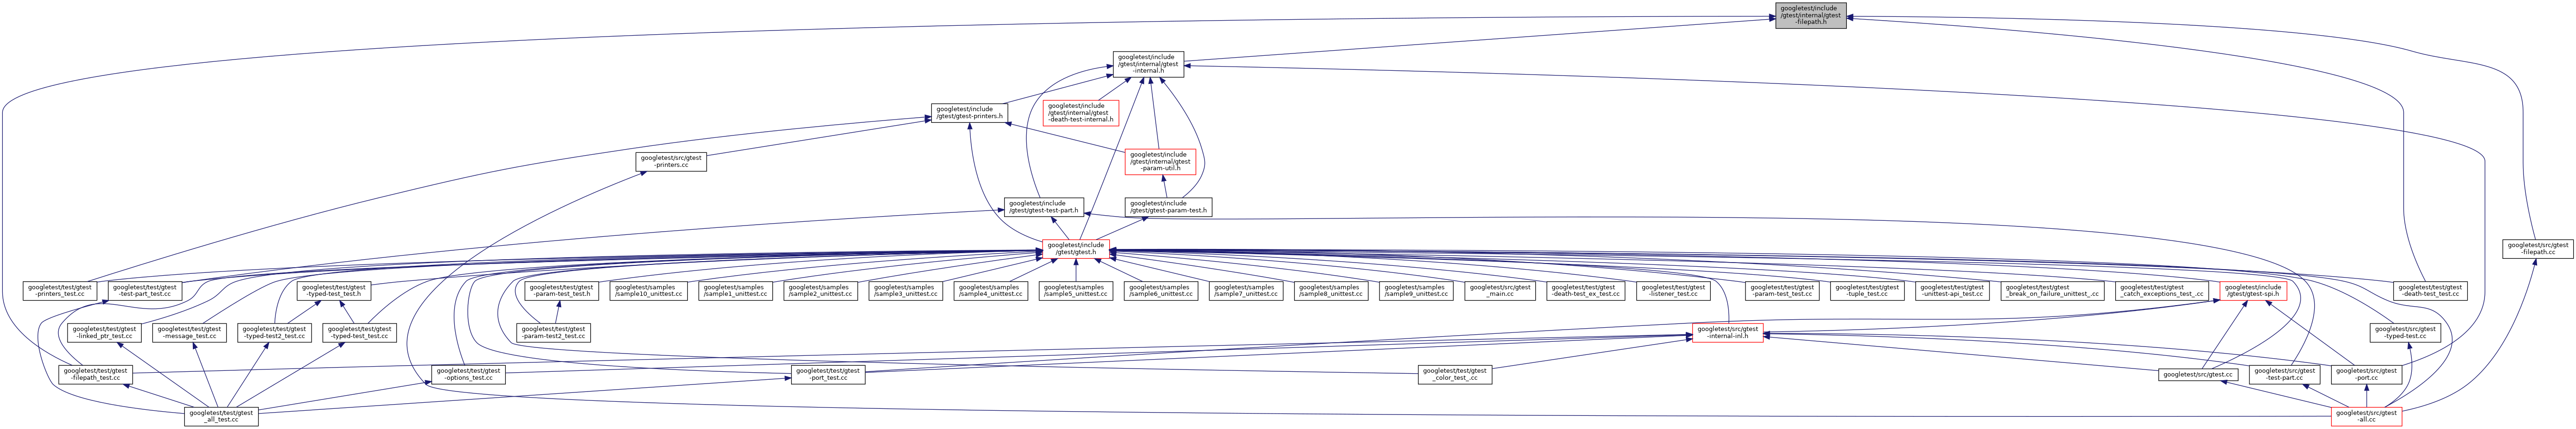 googletest/include
/gtest/internal/gtest
-filepath.h
googletest/include
/gtest/internal/gtest
-internal.h
googletest/include
/gtest/gtest-printers.h
googletest/include
/gtest/internal/gtest
-death-test-internal.h
googletest/src/gtest
-printers.cc
googletest/include
/gtest/internal/gtest
-param-util.h
googletest/include
/gtest/gtest-test-part.h
googletest/include
/gtest/gtest-param-test.h
googletest/include
/gtest/gtest.h
googletest/src/gtest
-filepath.cc
googletest/test/gtest
-printers_test.cc
googletest/test/gtest
-test-part_test.cc
googletest/test/gtest
-typed-test_test.h
googletest/test/gtest
-param-test_test.h
googletest/samples
/sample10_unittest.cc
googletest/samples
/sample1_unittest.cc
googletest/samples
/sample2_unittest.cc
googletest/samples
/sample3_unittest.cc
googletest/samples
/sample4_unittest.cc
googletest/samples
/sample5_unittest.cc
googletest/samples
/sample6_unittest.cc
googletest/samples
/sample7_unittest.cc
googletest/samples
/sample8_unittest.cc
googletest/samples
/sample9_unittest.cc
googletest/src/gtest
_main.cc
googletest/test/gtest
-death-test_ex_test.cc
googletest/test/gtest
-listener_test.cc
googletest/test/gtest
-param-test_test.cc
googletest/test/gtest
-tuple_test.cc
googletest/test/gtest
-unittest-api_test.cc
googletest/test/gtest
_break_on_failure_unittest_.cc
googletest/test/gtest
_catch_exceptions_test_.cc
googletest/include
/gtest/gtest-spi.h
googletest/test/gtest
-death-test_test.cc
googletest/test/gtest
-linked_ptr_test.cc
googletest/test/gtest
-message_test.cc
googletest/test/gtest
-typed-test2_test.cc
googletest/test/gtest
-typed-test_test.cc
googletest/test/gtest
-param-test2_test.cc
googletest/src/gtest
-internal-inl.h
googletest/src/gtest
-typed-test.cc
googletest/test/gtest
-filepath_test.cc
googletest/test/gtest
-options_test.cc
googletest/test/gtest
-port_test.cc
googletest/test/gtest
_color_test_.cc
googletest/src/gtest.cc
googletest/src/gtest
-test-part.cc
googletest/src/gtest
-port.cc
googletest/test/gtest
_all_test.cc
googletest/src/gtest
-all.cc